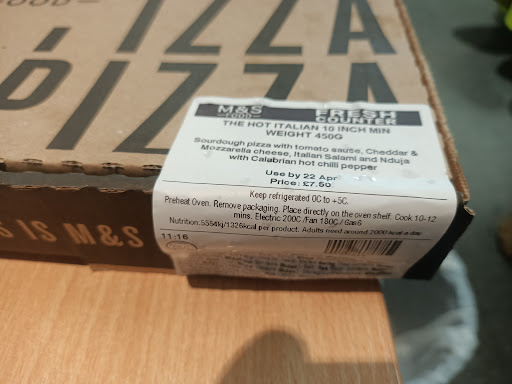 FOOD
IZZA
PIZZA
S IS M&S
M&S
FOOD
FRESH
COUNTER
THE HOT ITALIAN 10 INCH MIN
WEIGHT 450G
Sourdough pizza with tomato sauce, Cheddar &
Mozzarella cheese, Italian Salami and Nduja
with Calabrian hot chilli pepper
Use by 22 Apr
Price: £7.50
Keep refrigerated 0C to +5C.
Preheat Oven. Remove packaging. Place directly on the oven shelf. Cook 10-12
mins. Electric 200C /Fan 180C / Gas6
Nutrition:5554kj/1326kcal per product. Adults need around 2000 kcal a day
11:16